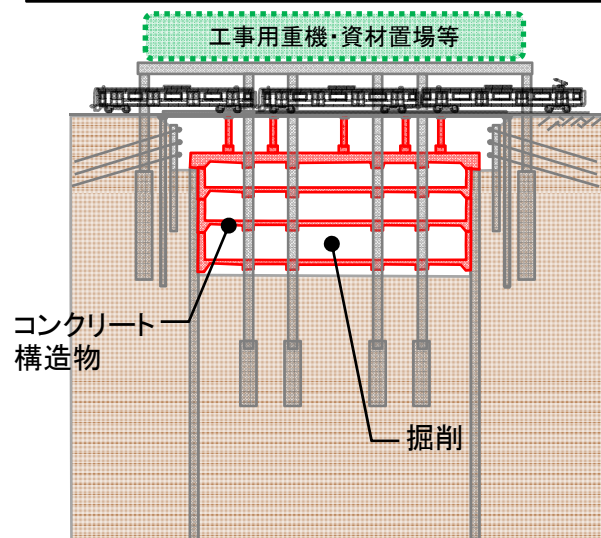 工事用重機・資材置場等
コンクリート
構造物
掘削